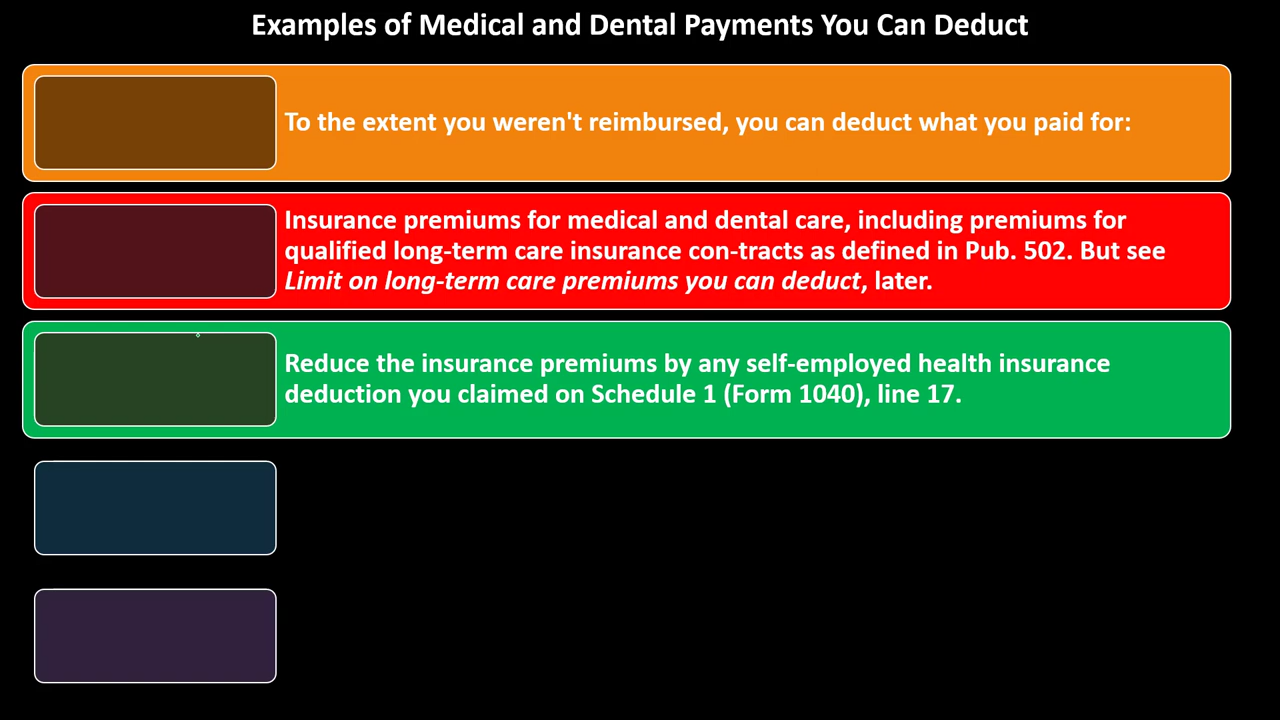 Examples of Medical and Dental Payments You Can Deduct
To the extent you weren't reimbursed, you can deduct what you paid for:
Insurance premiums for medical and dental care, including premiums for
qualified long-term care insurance con-tracts as defined in Pub. 502. But see
Limit on long-term care premiums you can deduct, later.
Reduce the insurance premiums by any self-employed health insurance
deduction you claimed on Schedule 1 (Form 1040), line 17.